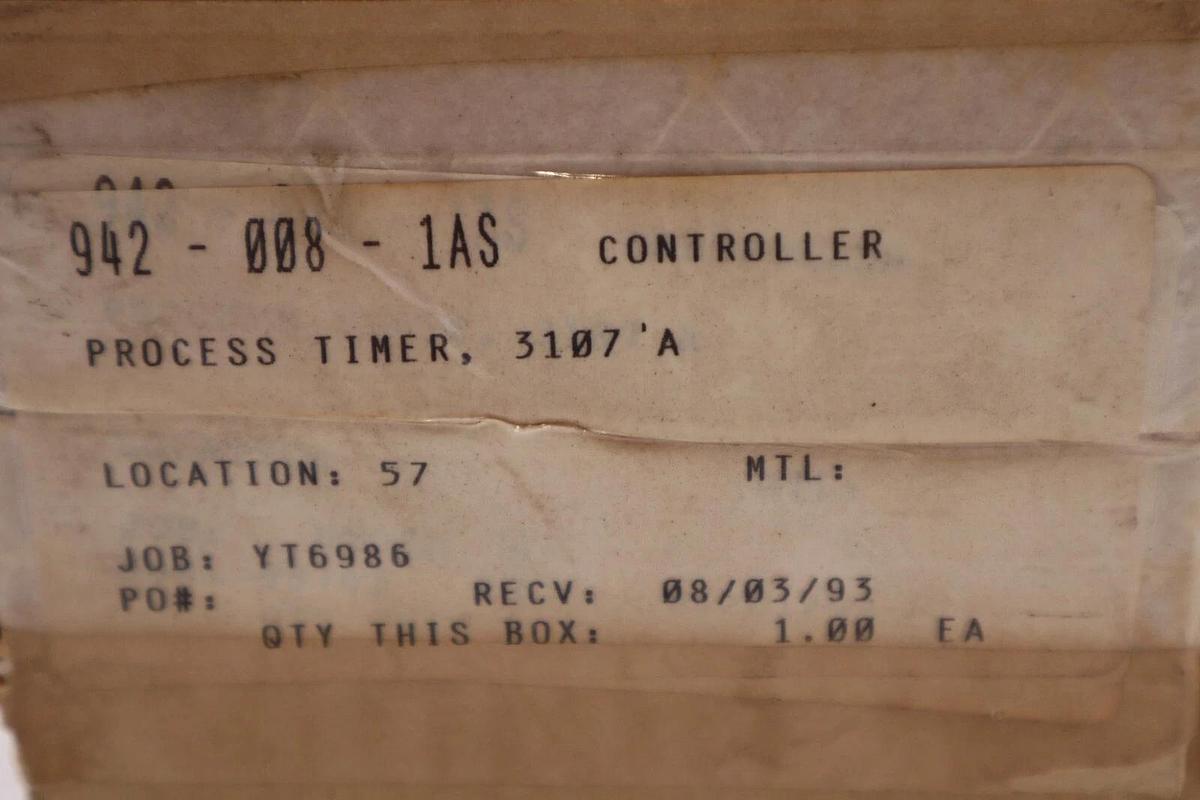 942 - 008 - 1AS CONTROLLER
PROCESS TIMER, 3107'A
LOCATION: 57 MTL:
JOB: YT6986
PO#: RECV: 08/03/93
QTY THIS BOX: 1.00 EA